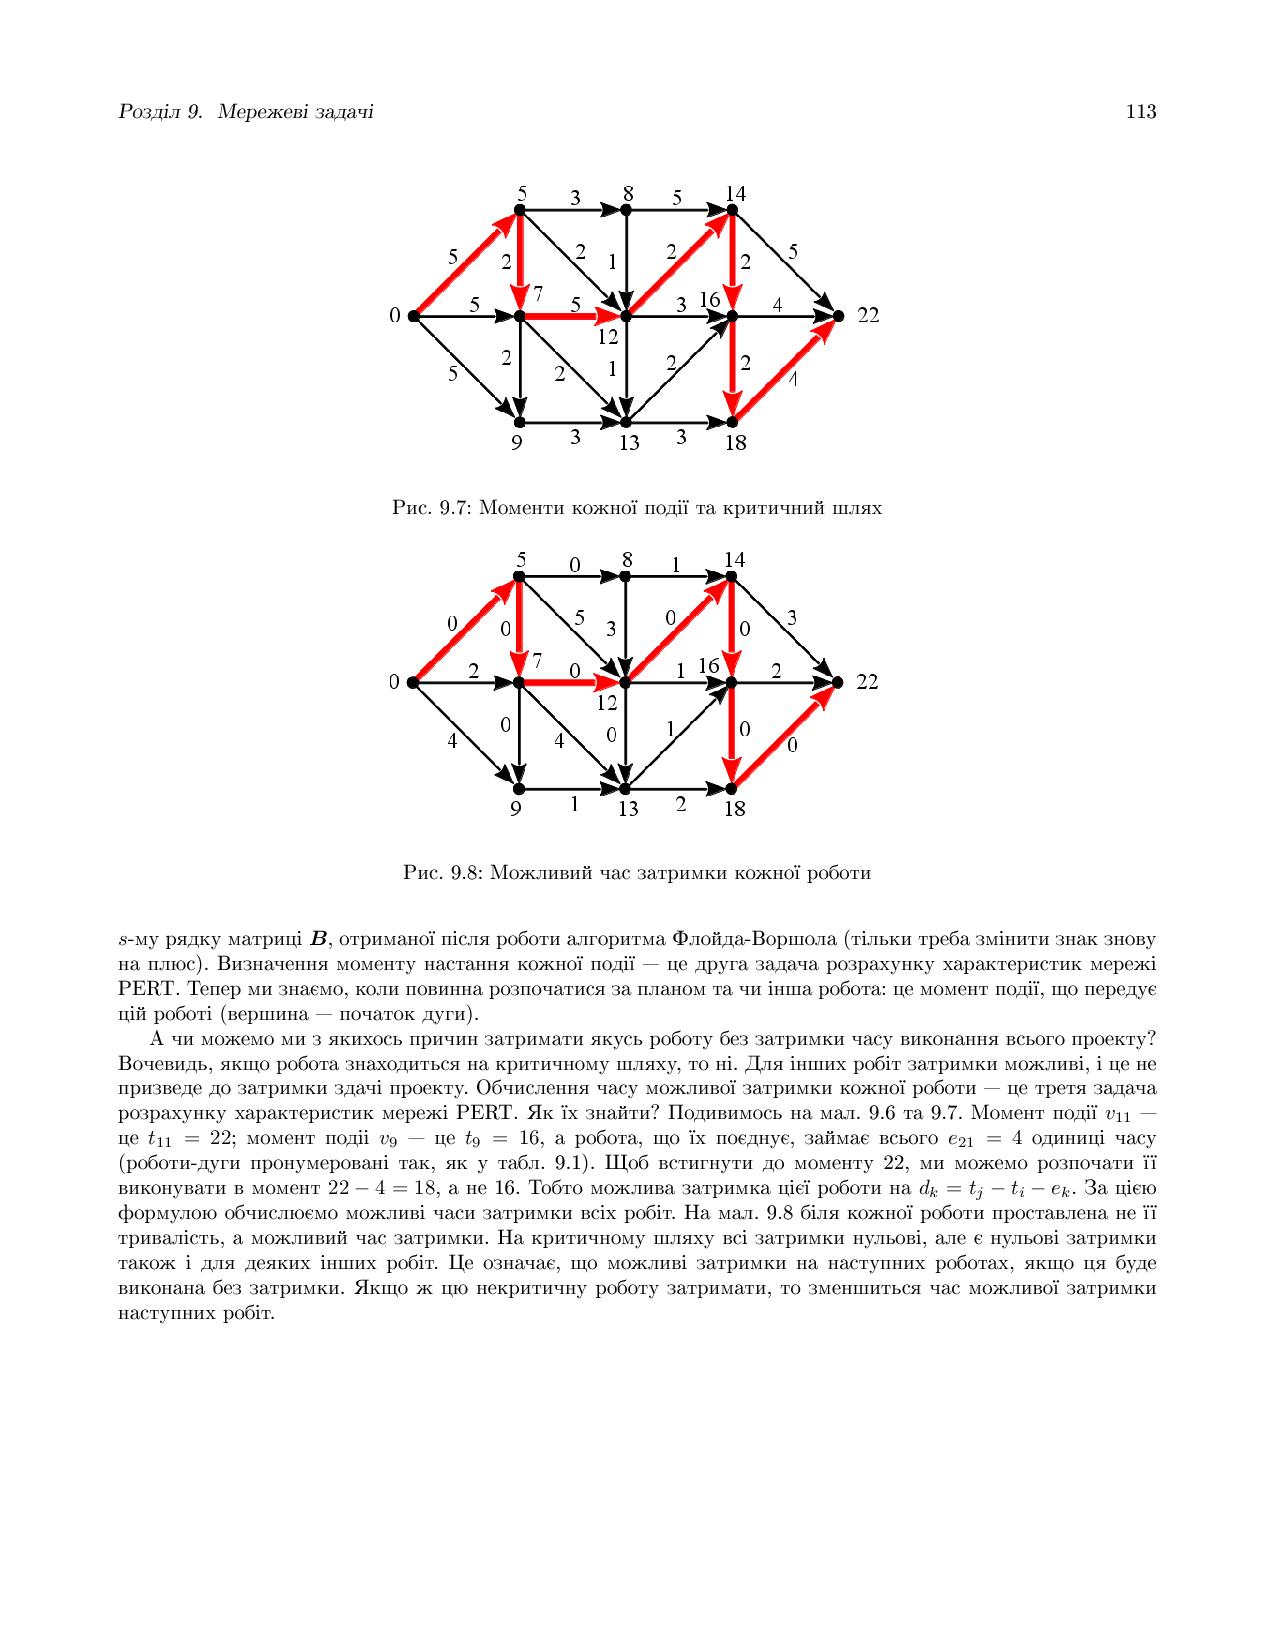 Розділ 9. Мережеві задачі 113
5 3 8 5 14
5 2 2 1 2 2 5
0 5 7 5 12 3 16 4 22
5 2 2 1 2 2 4
9 3 13 3 18
Рис. 9.7: Моменти кожної події та критичний шлях
5 0 8 1 14
0 0 5 3 0 0 3
0 2 7 0 12 1 16 2 22
4 0 4 0 1 0 0
9 1 13 2 18
Рис. 9.8: Можливий час затримки кожної роботи
s-му рядку матриці B, отриманої після роботи алгоритма Флойда-Воршола (тільки треба змінити знак знову
на плюс). Визначення моменту настання кожної події — це друга задача розрахунку характеристик мережі
PERT. Тепер ми знаємо, коли повинна розпочатися за планом та чи інша робота: це момент події, що передує
цій роботі (вершина — початок дуги).
А чи можемо ми з якихось причин затримати якусь роботу без затримки часу виконання всього проекту?
Вочевидь, якщо робота знаходиться на критичному шляху, то ні. Для інших робіт затримки можливі, і це не
призведе до затримки здачі проекту. Обчислення часу можливої затримки кожної роботи — це третя задача
розрахунку характеристик мережі PERT. Як їх знайти? Подивимось на мал. 9.6 та 9.7. Момент події v₁₁ —
це t₁₁ = 22; момент події v₉ — це t₉ = 16, а робота, що їх поєднує, займає всього e₂₁ = 4 одиниці часу
(роботи-дуги пронумеровані так, як у табл. 9.1). Щоб встигнути до моменту 22, ми можемо розпочати її
виконувати в момент 22 − 4 = 18, а не 16. Тобто можлива затримка цієї роботи на dₖ = tⱼ − tᵢ − eₖ. За цією
формулою обчислюємо можливі часи затримки всіх робіт. На мал. 9.8 біля кожної роботи проставлена не її
тривалість, а можливий час затримки. На критичному шляху всі затримки нульові, але є нульові затримки
також і для деяких інших робіт. Це означає, що можливі затримки на наступних роботах, якщо ця буде
виконана без затримки. Якщо ж цю некритичну роботу затримати, то зменшиться час можливої затримки
наступних робіт.